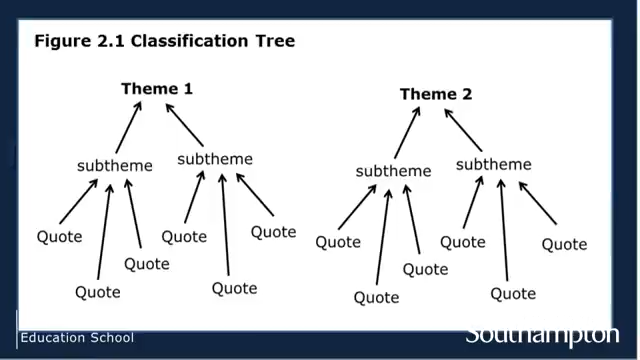 Figure 2.1 Classification Tree
Theme 1
Theme 2
subtheme
subtheme
subtheme
subtheme
Quote
Quote
Quote
Quote
Quote
Quote
Quote
Quote
Quote
Quote
Quote
Quote
Education School
Southampton